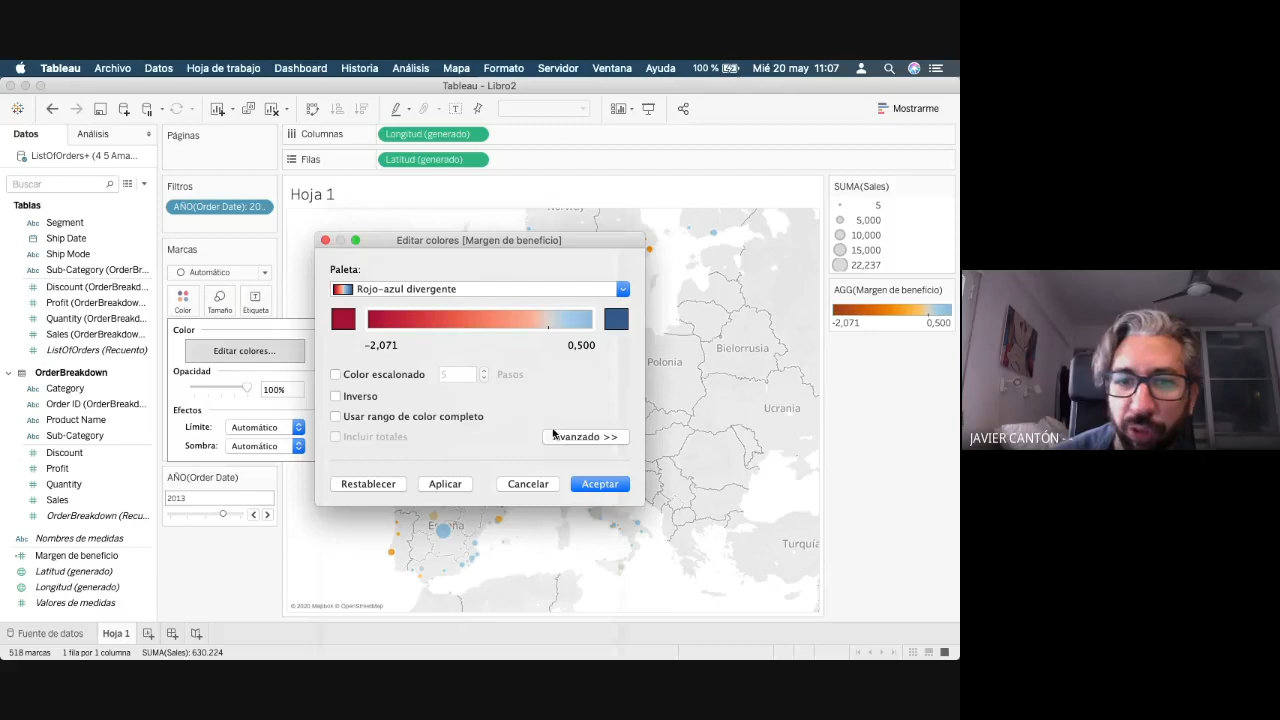 Tableau Archivo Datos Hoja de trabajo Dashboard Historia Análisis Mapa Formato Servidor Ventana Ayuda 100 % Mié 20 may 11:07
Tableau - Libro2
Mostrarme
Datos Análisis
Páginas
Columnas Longitud (generado)
ListOfOrders+ (4 5 Ama...
Filas Latitud (generado)
Buscar
Filtros
Hoja 1
SUMA(Sales)
Tablas
AÑO(Order Date): 20..
5
Abc Segment
5,000
Ship Date
10,000
Abc Ship Mode
Marcas
15,000
Abc Sub-Category (OrderBr...
Automático
22,237
Discount (OrderBreakd...
Profit (OrderBreakdow...
Quantity (OrderBreakd...
Sales (OrderBreakdow...
ListOfOrders (Recuento)
Color Tamaño Etiqueta
AGG(Margen de beneficio)
-2,071 0,500
Color
Editar colores...
Opacidad
100%
Efectos
Límite: Automático
Sombra: Automático
OrderBreakdown
Abc Category
Abc Order ID (OrderBreakd...
Abc Product Name
Abc Sub-Category
Discount
Profit
Quantity
Sales
OrderBreakdown (Recu...
Abc Nombres de medidas
Margen de beneficio
Latitud (generado)
Longitud (generado)
Valores de medidas
AÑO(Order Date)
2013
Editar colores [Margen de beneficio]
Paleta:
Rojo-azul divergente
-2,071 0,500
Color escalonado 5 Pasos
Inverso
Usar rango de color completo
Incluir totales
Avanzado >>
Restablecer Aplicar Cancelar Aceptar
Norway
Polonia
Bielorrusia
Ucrania
España
Turquía
© 2020 Mapbox © OpenStreetMap
Fuente de datos Hoja 1
518 marcas 1 fila por 1 columna SUMA(Sales): 630.224
JAVIER CANTÓN - -